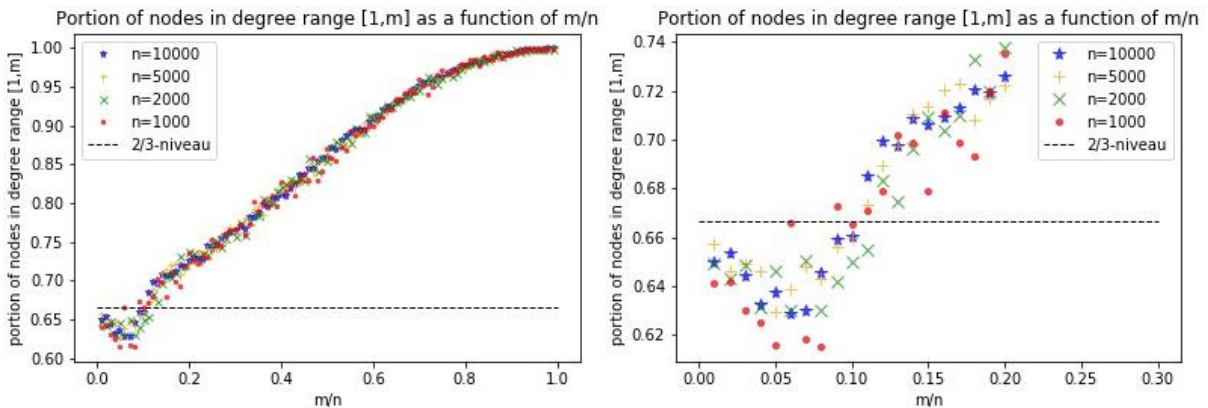 Portion of nodes in degree range [1,m] as a function of m/n
portion of nodes in degree range [1,m]
1.00
0.95
0.90
0.85
0.80
0.75
0.70
0.65
0.60
n=10000
n=5000
n=2000
n=1000
2/3-niveau
0.0 0.2 0.4 0.6 0.8 1.0
m/n
Portion of nodes in degree range [1,m] as a function of m/n
portion of nodes in degree range [1,m]
0.74
0.72
0.70
0.68
0.66
0.64
0.62
n=10000
n=5000
n=2000
n=1000
2/3-niveau
0.00 0.05 0.10 0.15 0.20 0.25 0.30
m/n